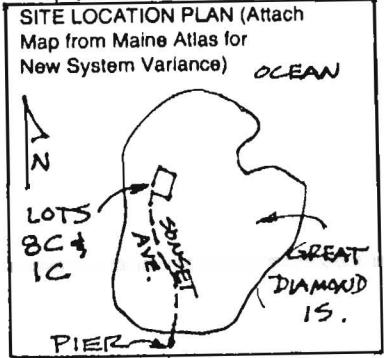 SITE LOCATION PLAN (Attach
Map from Maine Atlas for
New System Variance)
OCEAN
N
LOTS
8C &
1C
SUNSET
AVE.
GREAT
DIAMOND
IS.
PIER